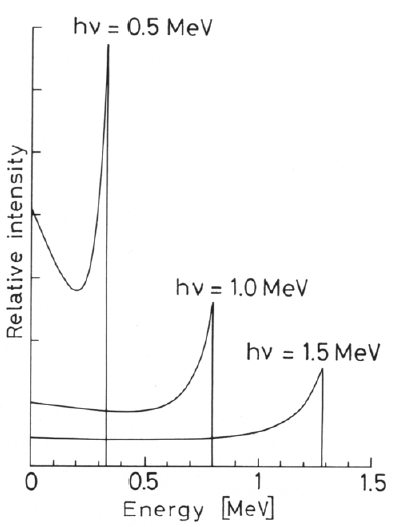 hν = 0.5 MeV
hν = 1.0 MeV
hν = 1.5 MeV
Relative intensity
0 0.5 1 1.5
Energy [MeV]